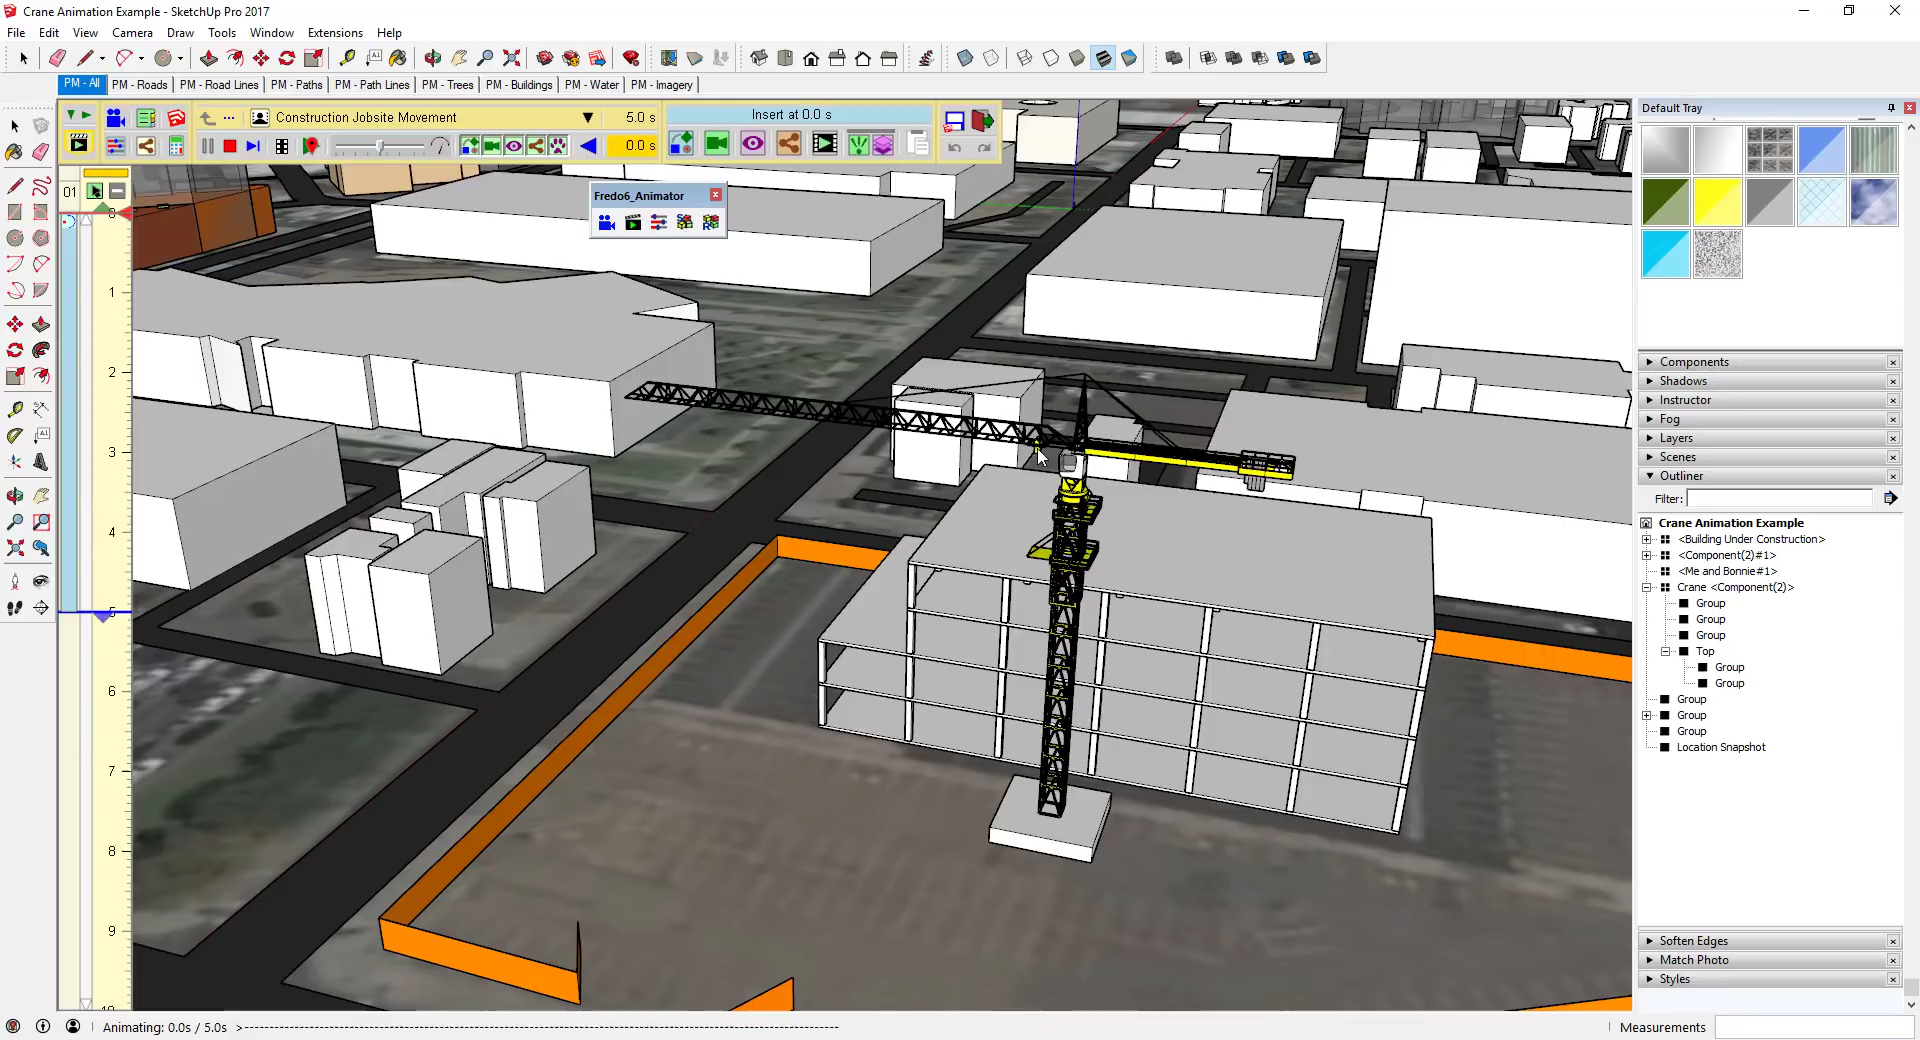 Crane Animation Example - SketchUp Pro 2017
File Edit View Camera Draw Tools Window Extensions Help
PM - All PM - Roads PM - Road Lines PM - Paths PM - Path Lines PM - Trees PM - Buildings PM - Water PM - Imagery
Construction Jobsite Movement 5.0 s
0.0 s
Insert at 0.0 s
01
0
1
2
3
4
5
6
7
8
9
Fredo6_Animator
Default Tray
Components
Shadows
Instructor
Fog
Layers
Scenes
Outliner
Filter:
Crane Animation Example
<Building Under Construction>
<Component(2)#1>
<Me and Bonnie#1>
Crane <Component(2)>
Group
Group
Group
Top
Group
Group
Group
Group
Group
Location Snapshot
Soften Edges
Match Photo
Styles
Animating: 0.0s / 5.0s
Measurements